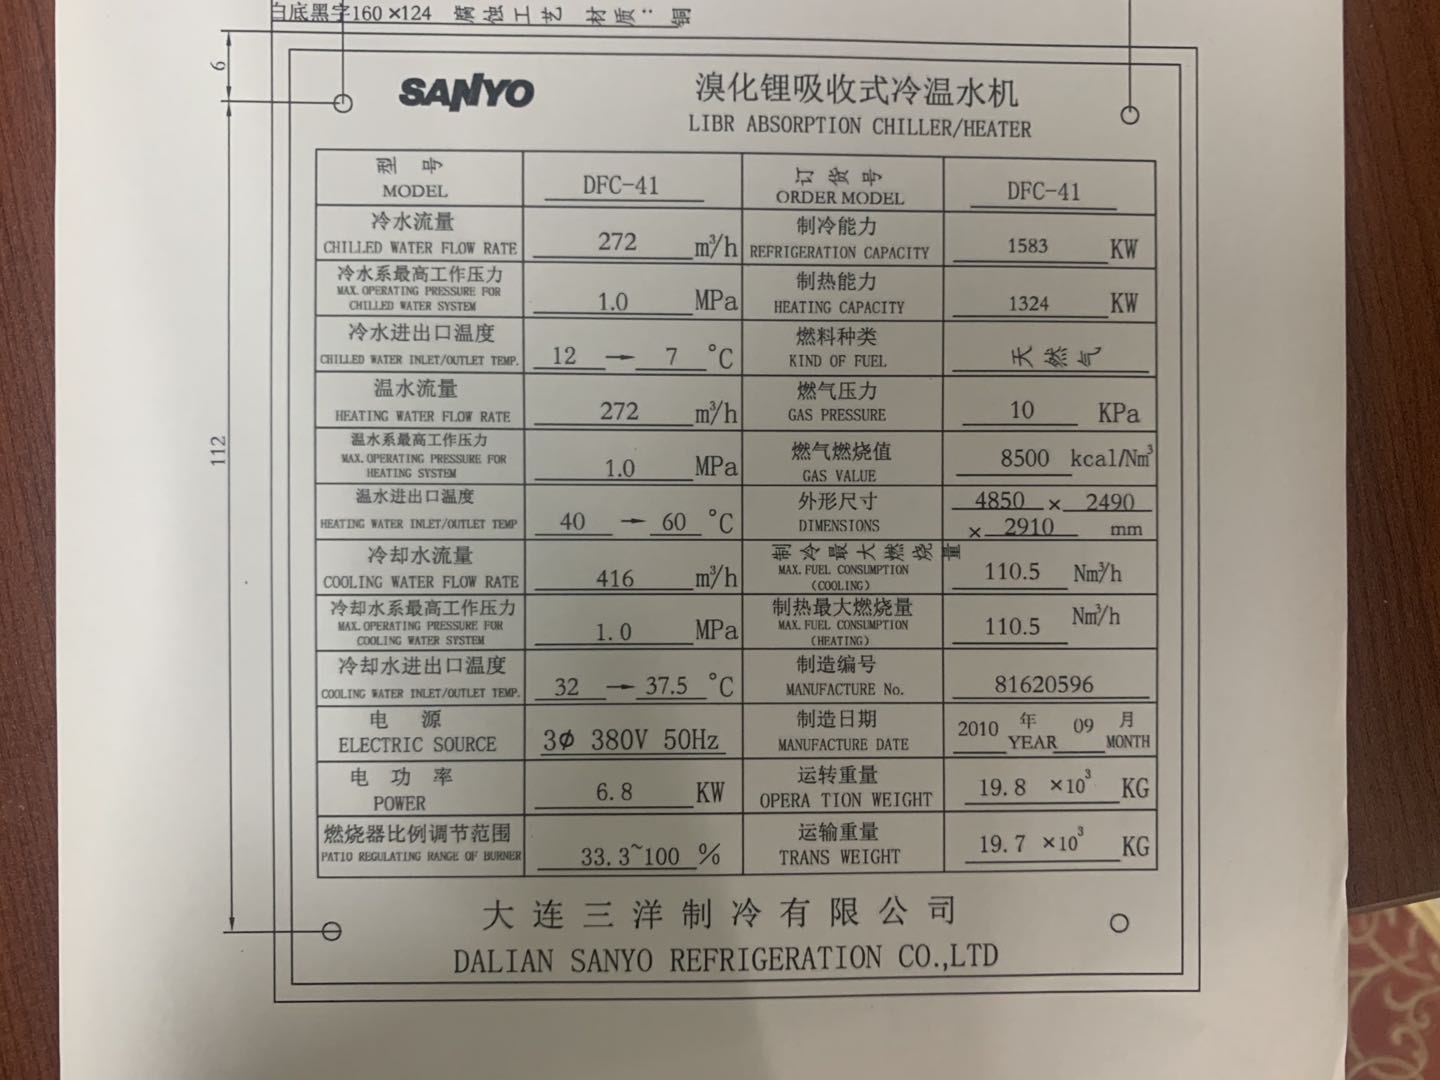 白底黑字160×124 腐蚀工艺 材质：铜
6
SANYO
溴化锂吸收式冷温水机
LIBR ABSORPTION CHILLER/HEATER
型 号
MODEL
DFC-41
订 货 号
ORDER MODEL
DFC-41
冷水流量
CHILLED WATER FLOW RATE
272 m³/h
制冷能力
REFRIGERATION CAPACITY
1583 KW
冷水系最高工作压力
MAX. OPERATING PRESSURE FOR
CHILLED WATER SYSTEM
1.0 MPa
制热能力
HEATING CAPACITY
1324 KW
冷水进出口温度
CHILLED WATER INLET/OUTLET TEMP.
12 → 7 °C
燃料种类
KIND OF FUEL
天然气
温水流量
HEATING WATER FLOW RATE
272 m³/h
燃气压力
GAS PRESSURE
10 KPa
112
温水系最高工作压力
MAX. OPERATING PRESSURE FOR
HEATING SYSTEM
1.0 MPa
燃气燃烧值
GAS VALUE
8500 kcal/Nm³
温水进出口温度
HEATING WATER INLET/OUTLET TEMP
40 → 60 °C
外形尺寸
DIMENSIONS
4850 × 2490
× 2910 mm
冷却水流量
COOLING WATER FLOW RATE
416 m³/h
制冷最大燃烧量
MAX. FUEL CONSUMPTION
(COOLING)
110.5 Nm³/h
冷却水系最高工作压力
MAX. OPERATING PRESSURE FOR
COOLING WATER SYSTEM
1.0 MPa
制热最大燃烧量
MAX. FUEL CONSUMPTION
(HEATING)
110.5 Nm³/h
冷却水进出口温度
COOLING WATER INLET/OUTLET TEMP.
32 → 37.5 °C
制造编号
MANUFACTURE No.
81620596
电 源
ELECTRIC SOURCE
3Φ 380V 50Hz
制造日期
MANUFACTURE DATE
2010 年 09 月
YEAR MONTH
电 功 率
POWER
6.8 KW
运转重量
OPERA TION WEIGHT
19.8 ×10³ KG
燃烧器比例调节范围
PATIO REGULATING RANGE OF BURNER
33.3~100 %
运输重量
TRANS WEIGHT
19.7 ×10³ KG
大连三洋制冷有限公司
DALIAN SANYO REFRIGERATION CO.,LTD